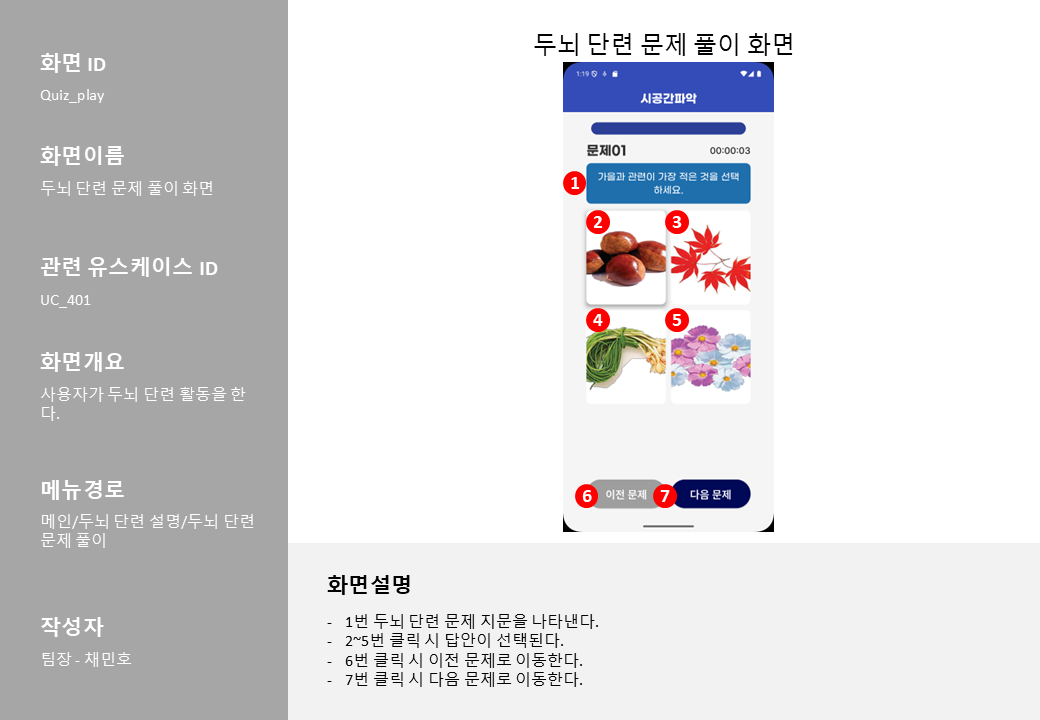 화면 ID
Quiz_play
화면이름
두뇌 단련 문제 풀이 화면
관련 유스케이스 ID
UC_401
화면개요
사용자가 두뇌 단련 활동을 한
다.
메뉴경로
메인/두뇌 단련 설명/두뇌 단련
문제 풀이
작성자
팀장 - 채민호
두뇌 단련 문제 풀이 화면
1:19
시공간파악
문제01
00:00:03
1
가을과 관련이 가장 적은 것을 선택
하세요.
2
3
4
5
6
이전 문제
7
다음 문제
화면설명
- 1번 두뇌 단련 문제 지문을 나타낸다.
- 2~5번 클릭 시 답안이 선택된다.
- 6번 클릭 시 이전 문제로 이동한다.
- 7번 클릭 시 다음 문제로 이동한다.